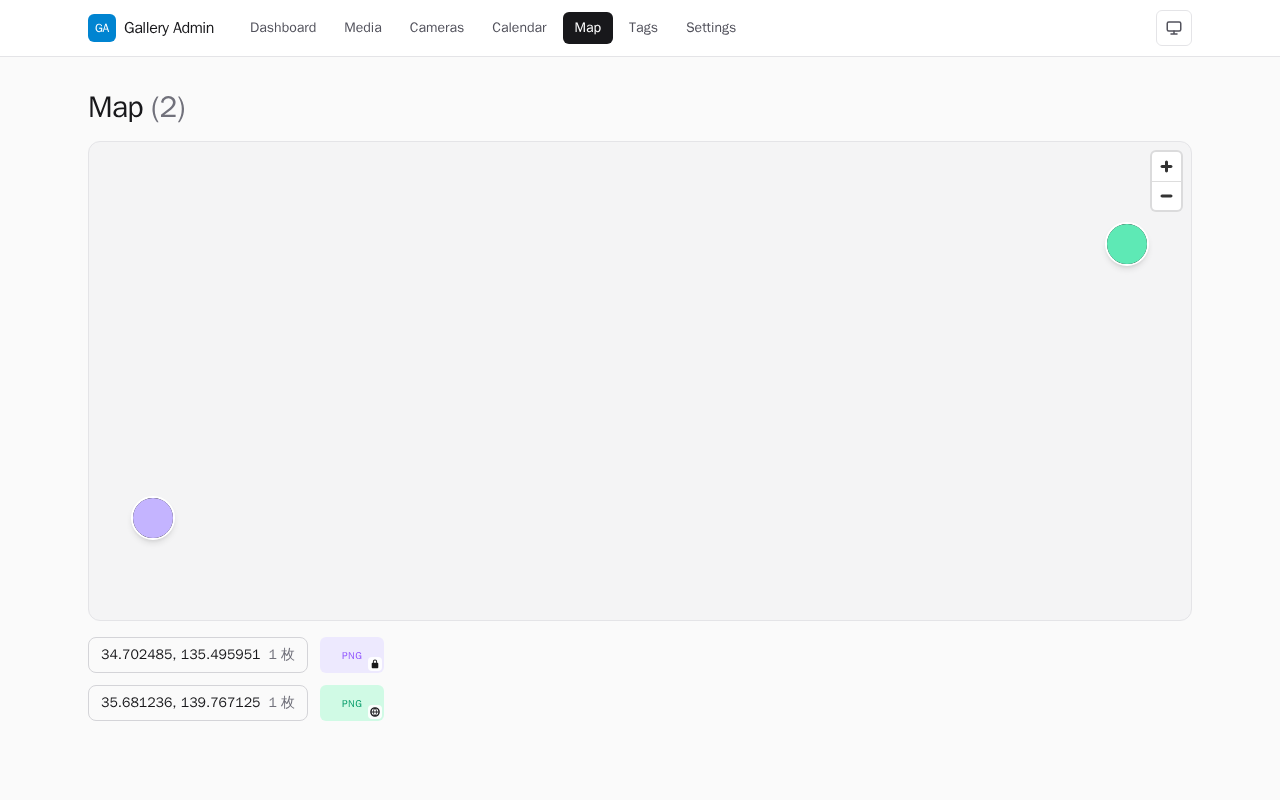 GA Gallery Admin Dashboard Media Cameras Calendar Map Tags Settings
Map (2)
34.702485, 135.495951 1 枚 PNG
35.681236, 139.767125 1 枚 PNG